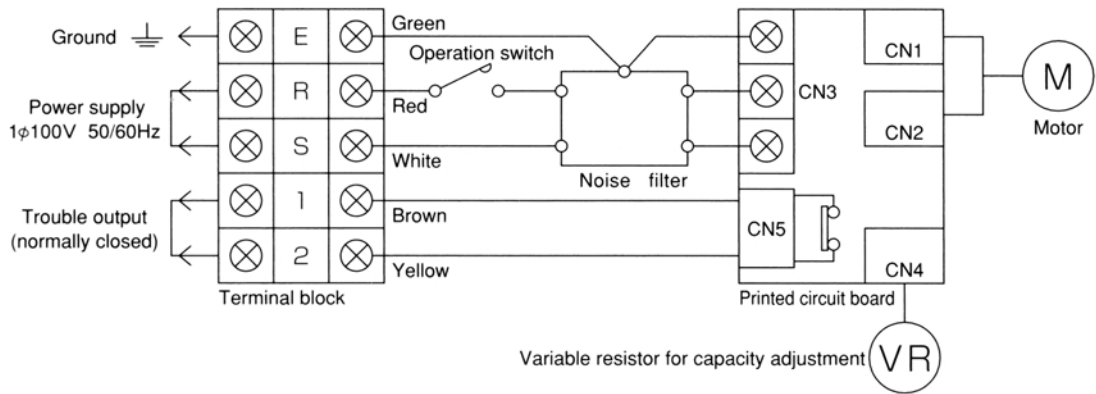 Ground
E
Green
Operation switch
R
Red
Power supply
1φ100V 50/60Hz
S
White
Noise filter
Trouble output
(normally closed)
1
Brown
2
Yellow
Terminal block
CN1
CN3
CN2
M
Motor
CN5
CN4
Printed circuit board
Variable resistor for capacity adjustment
VR